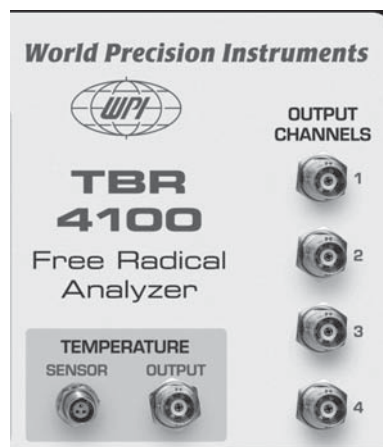 World Precision Instruments
WPI
TBR
4100
Free Radical
Analyzer
OUTPUT
CHANNELS
1
2
3
4
TEMPERATURE
SENSOR OUTPUT